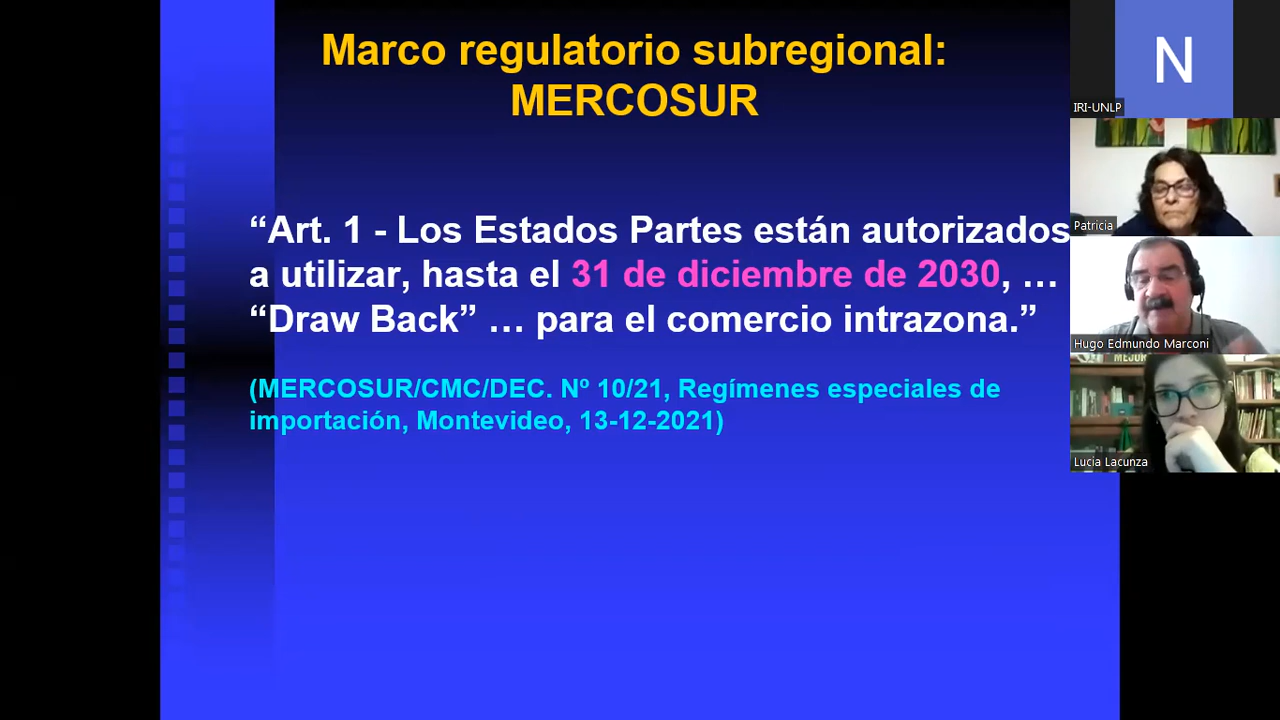 Marco regulatorio subregional:
MERCOSUR
“Art. 1 - Los Estados Partes están autorizados
a utilizar, hasta el 31 de diciembre de 2030, …
“Draw Back” … para el comercio intrazona.”
(MERCOSUR/CMC/DEC. Nº 10/21, Regímenes especiales de
importación, Montevideo, 13-12-2021)
N
IRI-UNLP
Patricia
Hugo Edmundo Marconi
MEJOR
Lucia Lacunza